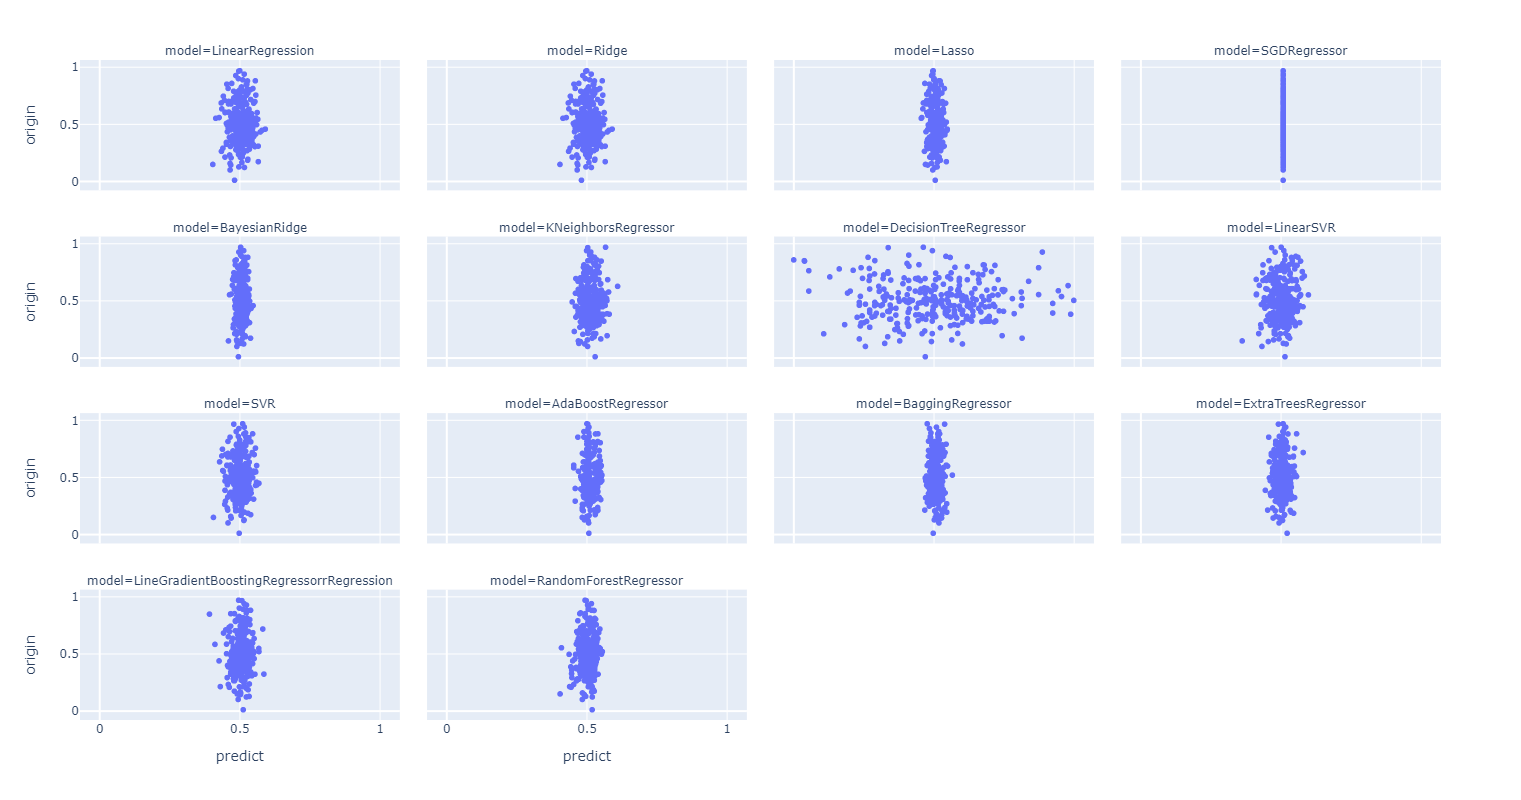 model=LinearRegression
model=Ridge
model=Lasso
model=SGDRegressor
1
origin
0.5
0
model=BayesianRidge
model=KNeighborsRegressor
model=DecisionTreeRegressor
model=LinearSVR
1
origin
0.5
0
model=SVR
model=AdaBoostRegressor
model=BaggingRegressor
model=ExtraTreesRegressor
1
origin
0.5
0
model=LineGradientBoostingRegressorrRegression
model=RandomForestRegressor
1
origin
0.5
0
0 0.5 1
0 0.5 1
predict
predict